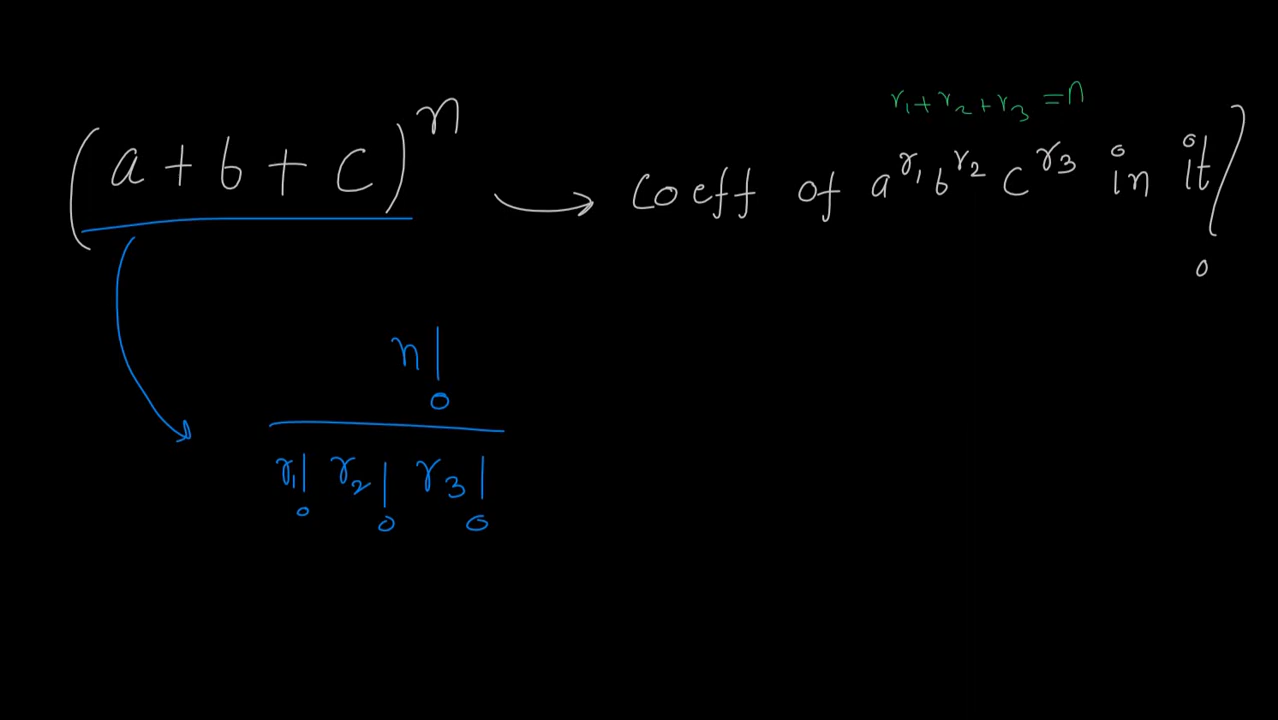 r₁+r₂+r₃=n
(a+b+c)ⁿ → Coeff of a^r₁ b^r₂ c^r₃ in it?
n!
r₁! r₂! r₃!